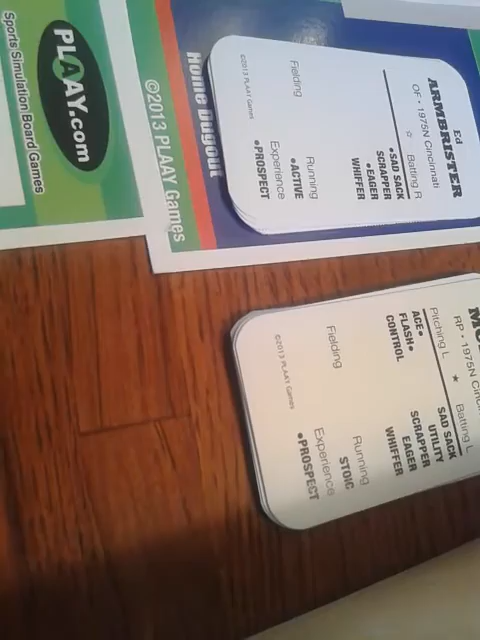 PLAAY.com
Sports Simulation Board Games
©2013 PLAAY Games
Home Dugout
Ed
ARMBRISTER
OF • 1975N Cincinnati
☆ Batting R
•SAD SACK
SCRAPPER
•EAGER
WHIFFER
Fielding
Running
•ACTIVE
Experience
•PROSPECT
©2013 PLAAY Games
RP • 1975N
Pitching L ★ Batting L
ACE•
FLASH•
CONTROL
SAD SACK
UTILITY
SCRAPPER
EAGER
WHIFFER
Fielding
Running
STOIC
Experience
•PROSPECT
©2013 PLAAY Games